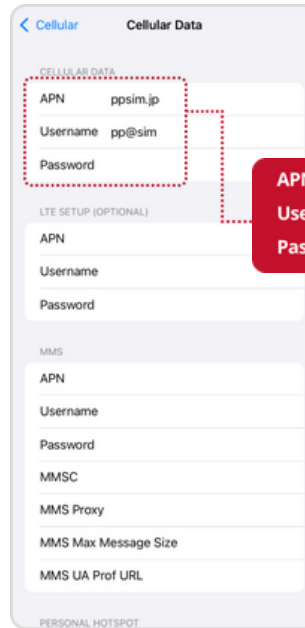 Cellular Cellular Data
CELLULAR DATA
APN ppsim.jp
Username pp@sim
Password
APN
LTE SETUP (OPTIONAL)
APN
Username
Password
MMS
APN
Username
Password
MMSC
MMS Proxy
MMS Max Message Size
MMS UA Prof URL
PERSONAL HOTSPOT